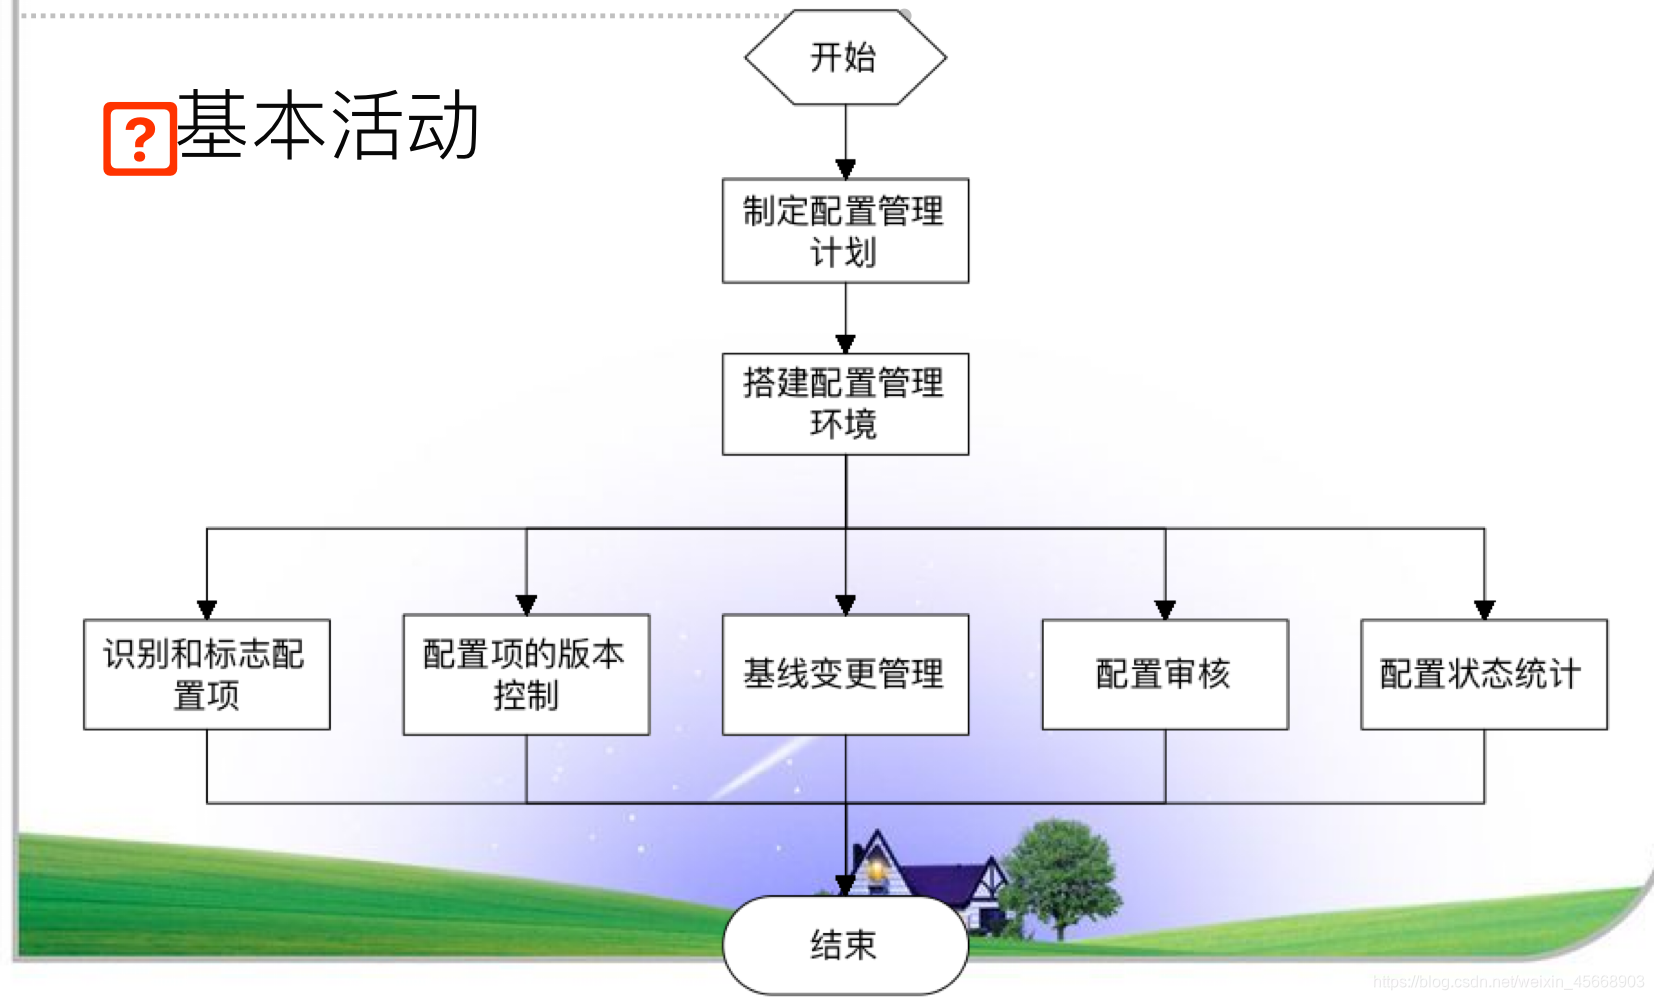 开始
?基本活动
制定配置管理
计划
搭建配置管理
环境
识别和标志配
置项
配置项的版本
控制
基线变更管理
配置审核
配置状态统计
结束
https://blog.csdn.net/weixin_45668903